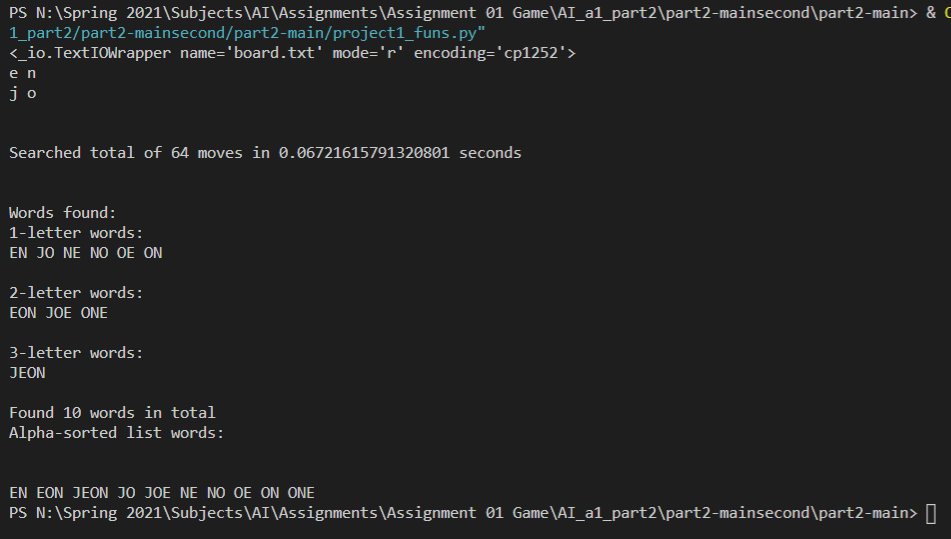 PS N:\Spring 2021\Subjects\AI\Assignments\Assignment 01 Game\AI_a1_part2\part2-mainsecond\part2-main> &
1_part2/part2-mainsecond/part2-main/project1_funs.py"
<_io.TextIOWrapper name='board.txt' mode='r' encoding='cp1252'>
e n
j o
Searched total of 64 moves in 0.06721615791320801 seconds
Words found:
1-letter words:
EN JO NE NO OE ON
2-letter words:
EON JOE ONE
3-letter words:
JEON
Found 10 words in total
Alpha-sorted list words:
EN EON JEON JO JOE NE NO OE ON ONE
PS N:\Spring 2021\Subjects\AI\Assignments\Assignment 01 Game\AI_a1_part2\part2-mainsecond\part2-main>